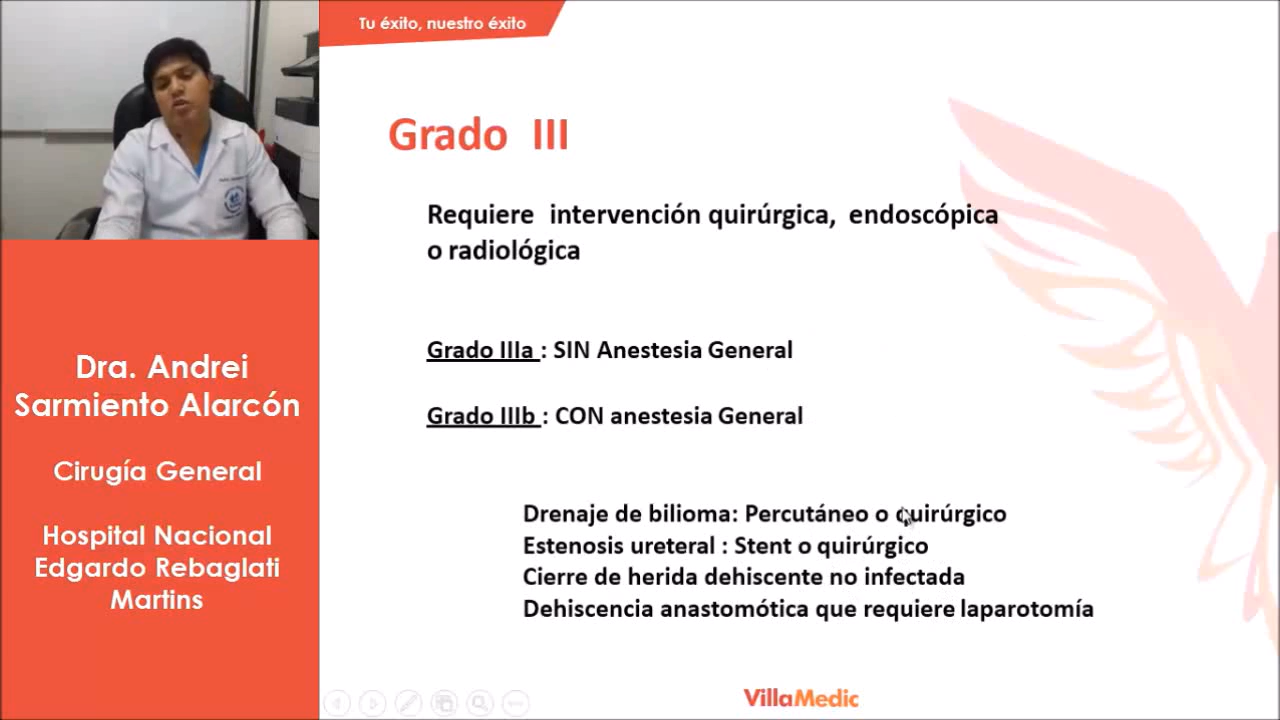 Tu éxito, nuestro éxito
Grado III
Requiere intervención quirúrgica, endoscópica
o radiológica
Grado IIIa : SIN Anestesia General
Grado IIIb : CON anestesia General
Drenaje de bilioma: Percutáneo o quirúrgico
Estenosis ureteral : Stent o quirúrgico
Cierre de herida dehiscente no infectada
Dehiscencia anastomótica que requiere laparotomía
Dra. Andrei
Sarmiento Alarcón
Cirugía General
Hospital Nacional
Edgardo Rebaglati
Martins
VillaMedic